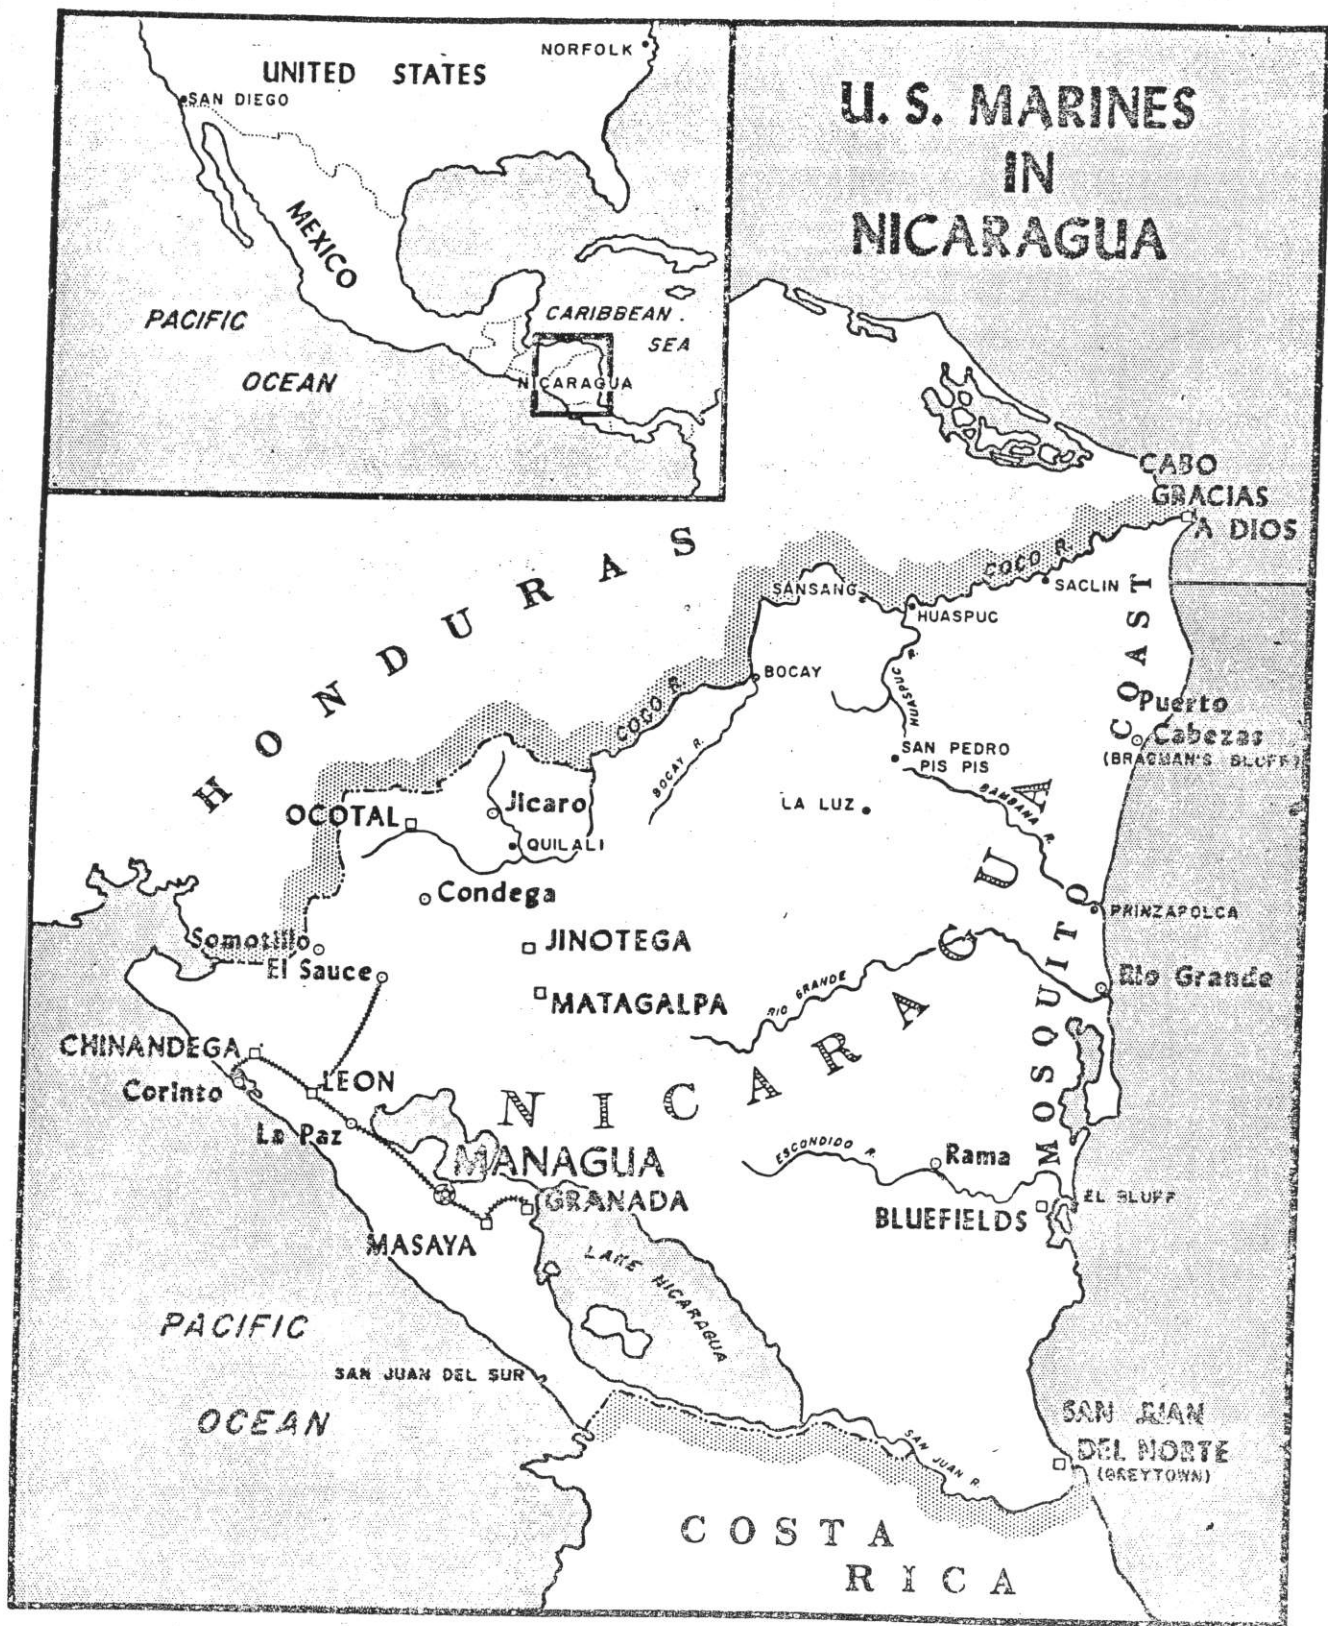 U. S. MARINES
IN
NICARAGUA
NORFOLK
UNITED STATES
SAN DIEGO
MEXICO
PACIFIC
OCEAN
CARIBBEAN
SEA
NICARAGUA
CABO
GRACIAS
A DIOS
HONDURAS
COCO R.
SANSANG
SACLIN
HUASPUC
BOCAY
HUASPUC
COAST
Puerto
Cabezas
(BRAGMAN'S BLUFF)
COCO R.
BOCAY R.
SAN PEDRO
PIS PIS
BAMBANA R.
LA LUZ
OCOTAL
Jicaro
QUILALI
Condega
PRINZAPOLCA
Somotillo
El Sauce
JINOTEGA
MATAGALPA
RIO GRANDE
Rio Grande
MOSQUITO
CHINANDEGA
Corinto
LEON
La Paz
NICARAGUA
MANAGUA
ESCONDIDO R.
Rama
GRANADA
EL BLUFF
BLUEFIELDS
MASAYA
LAKE NICARAGUA
PACIFIC
OCEAN
SAN JUAN DEL SUR
SAN JUAN
DEL NORTE
(GREYTOWN)
SAN JUAN R.
COSTA
RICA